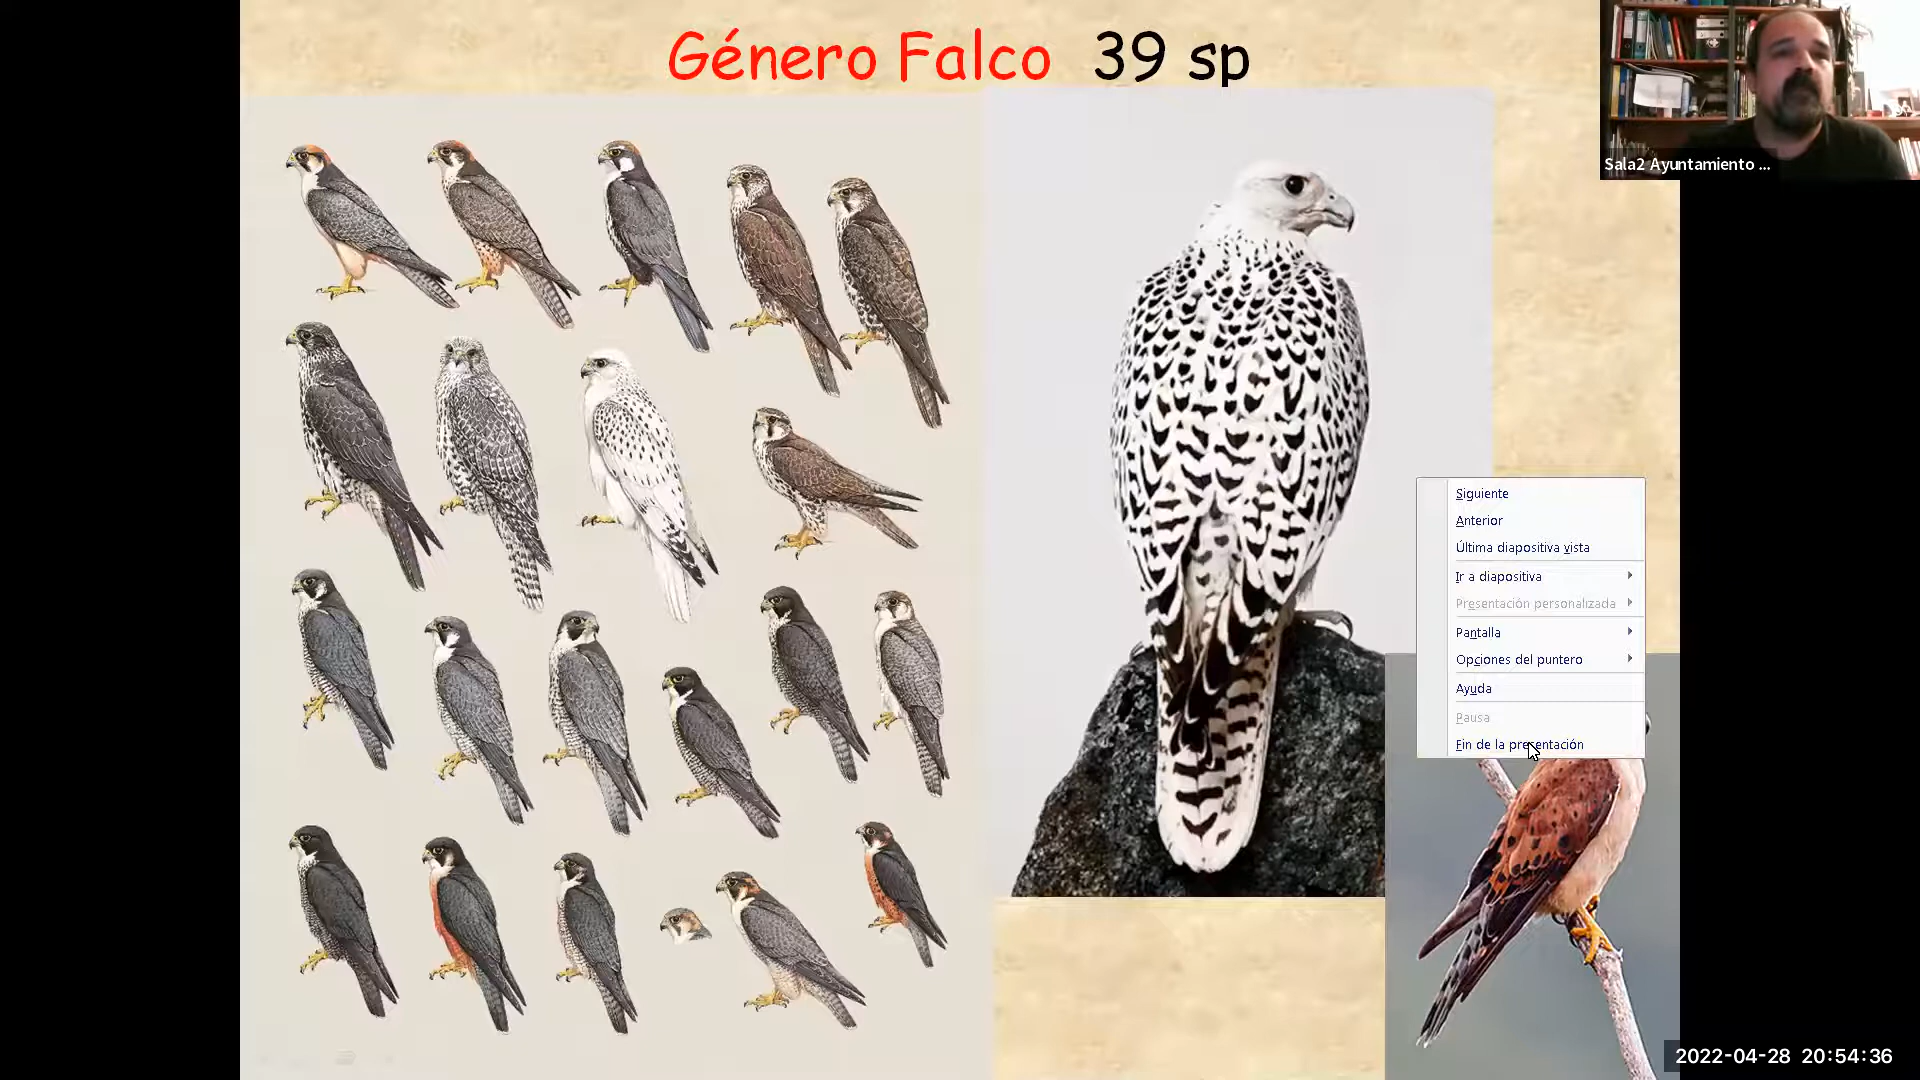 Género Falco 39 sp
Sala2 Ayuntamiento ...
Siguiente
Anterior
Última diapositiva vista
Ir a diapositiva
Presentación personalizada
Pantalla
Opciones del puntero
Ayuda
Pausa
Fin de la presentación
2022-04-28 20:54:36